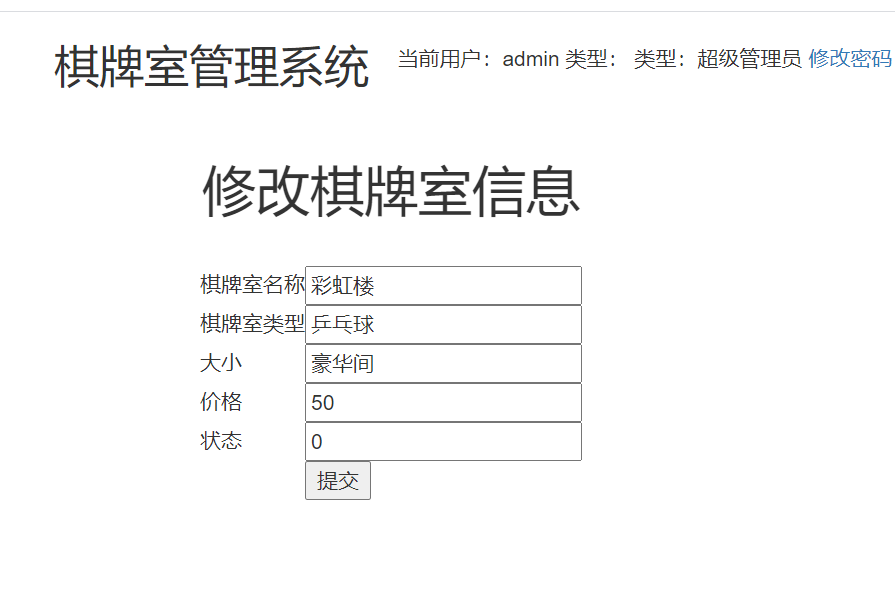 棋牌室管理系统 当前用户：admin 类型： 类型：超级管理员 修改密码
修改棋牌室信息
棋牌室名称 彩虹楼
棋牌室类型 乒乓球
大小 豪华间
价格 50
状态 0
提交